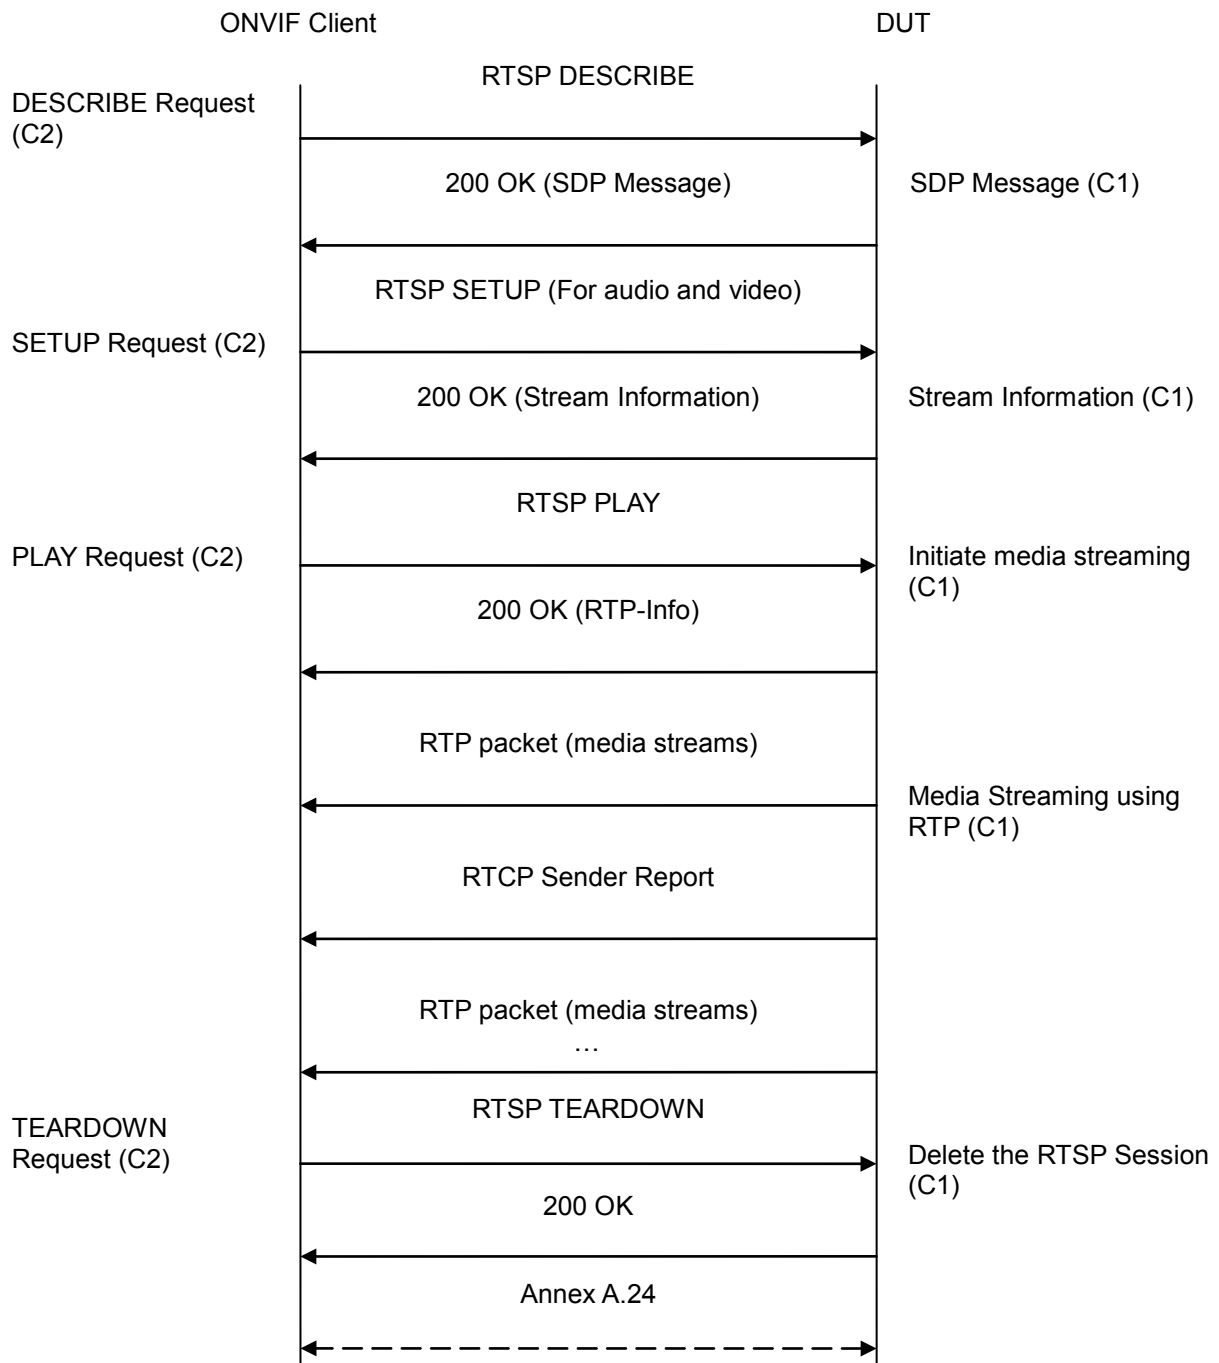 ONVIF Client
DUT
RTSP DESCRIBE
DESCRIBE Request
(C2)
200 OK (SDP Message)
SDP Message (C1)
RTSP SETUP (For audio and video)
SETUP Request (C2)
200 OK (Stream Information)
Stream Information (C1)
RTSP PLAY
PLAY Request (C2)
Initiate media streaming
(C1)
200 OK (RTP-Info)
RTP packet (media streams)
Media Streaming using
RTP (C1)
RTCP Sender Report
RTP packet (media streams)
…
RTSP TEARDOWN
TEARDOWN
Request (C2)
Delete the RTSP Session
(C1)
200 OK
Annex A.24